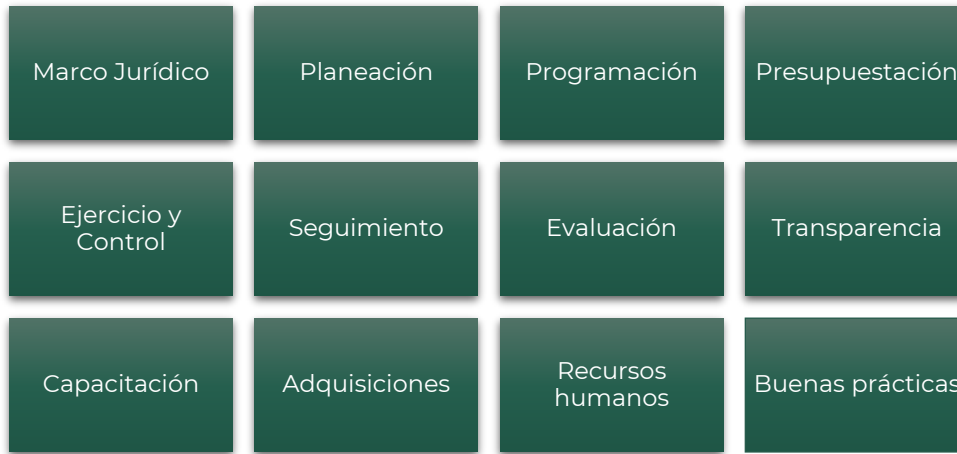 Marco Jurídico
Planeación
Programación
Presupuestación
Ejercicio y
Control
Seguimiento
Evaluación
Transparencia
Capacitación
Adquisiciones
Recursos
humanos
Buenas prácticas